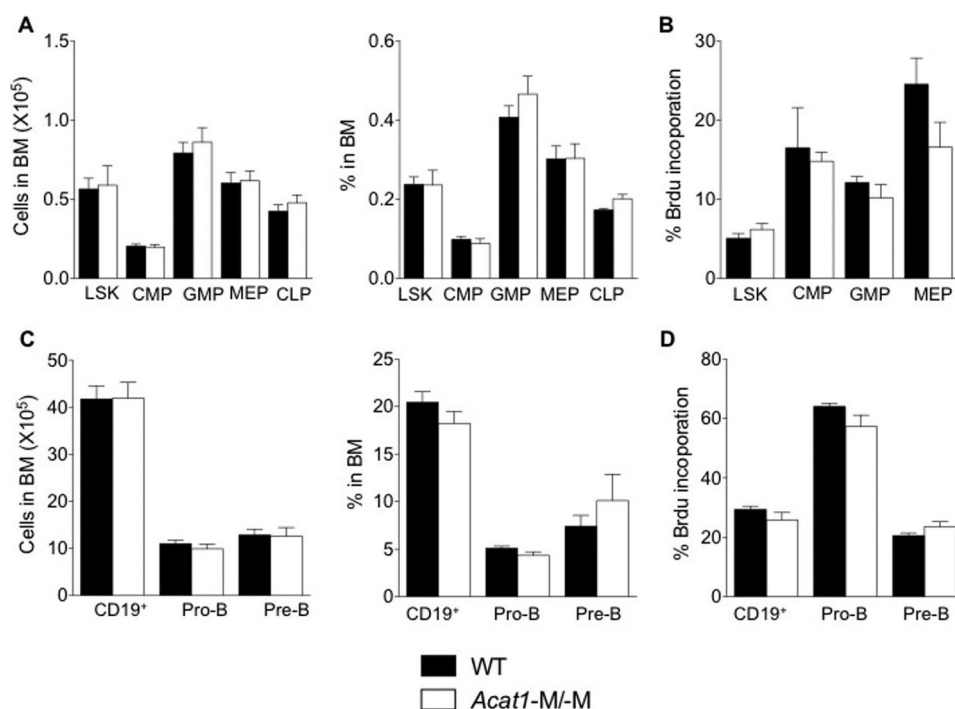 A
Cells in BM (X10⁵)
1.5
1.0
0.5
0.0
LSK CMP GMP MEP CLP
% in BM
0.6
0.4
0.2
0.0
LSK CMP GMP MEP CLP
B
% Brdu incoporation
30
20
10
0
LSK CMP GMP MEP
C
Cells in BM (X10⁵)
50
40
30
20
10
0
CD19⁺ Pro-B Pre-B
% in BM
25
20
15
10
5
0
CD19⁺ Pro-B Pre-B
D
% Brdu incoporation
80
60
40
20
0
CD19⁺ Pro-B Pre-B
WT
Acat1-M/-M